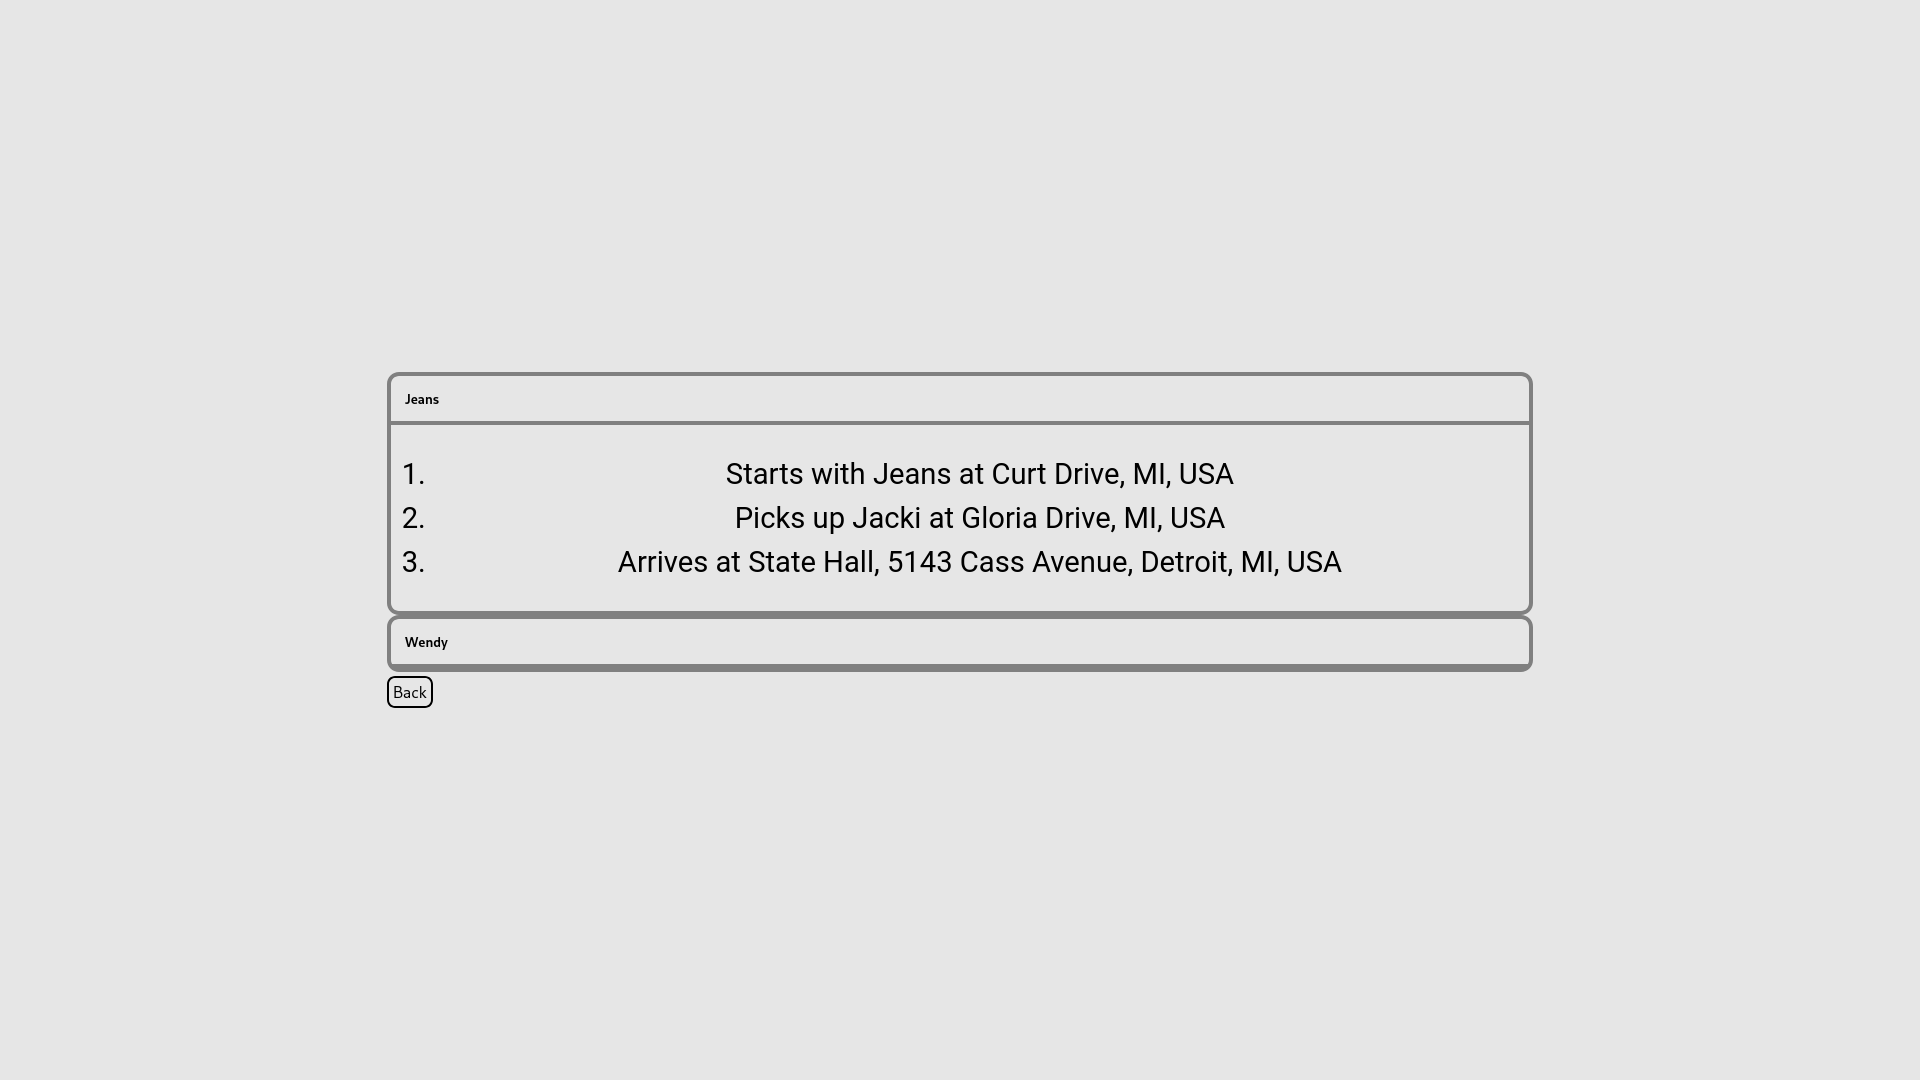 Jeans
1. Starts with Jeans at Curt Drive, MI, USA
2. Picks up Jacki at Gloria Drive, MI, USA
3. Arrives at State Hall, 5143 Cass Avenue, Detroit, MI, USA
Wendy
Back